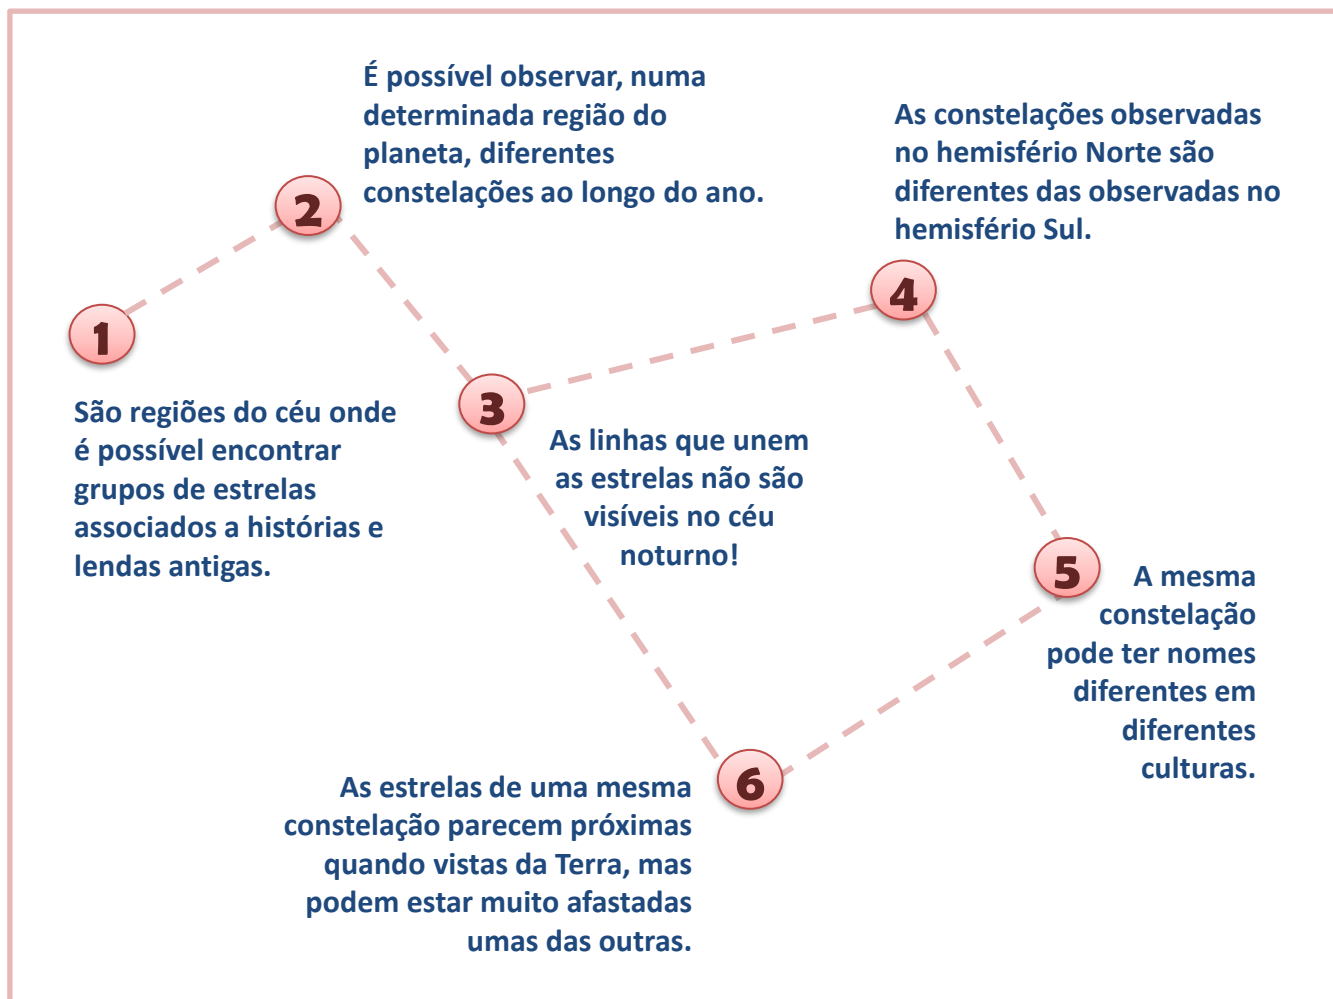 1
São regiões do céu onde
é possível encontrar
grupos de estrelas
associados a histórias e
lendas antigas.
2
É possível observar, numa
determinada região do
planeta, diferentes
constelações ao longo do ano.
3
As linhas que unem
as estrelas não são
visíveis no céu
noturno!
4
As constelações observadas
no hemisfério Norte são
diferentes das observadas no
hemisfério Sul.
5
A mesma
constelação
pode ter nomes
diferentes em
diferentes
culturas.
6
As estrelas de uma mesma
constelação parecem próximas
quando vistas da Terra, mas
podem estar muito afastadas
umas das outras.